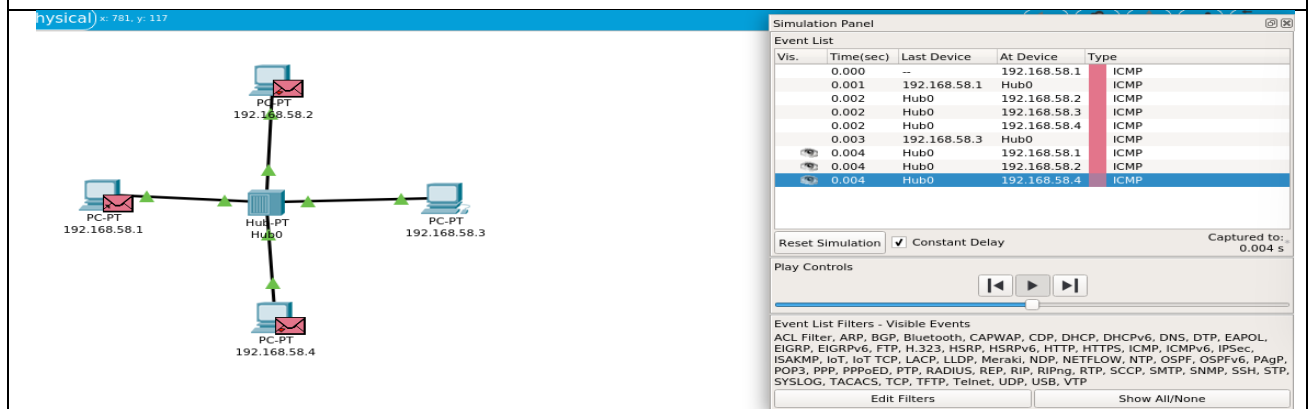 hysical x: 781, y: 117
PC-PT
192.168.58.2
PC-PT
192.168.58.1
Hub-PT
Hub0
PC-PT
192.168.58.3
PC-PT
192.168.58.4
Simulation Panel
Event List
Vis. Time(sec) Last Device At Device Type
0.000 -- 192.168.58.1 ICMP
0.001 192.168.58.1 Hub0 ICMP
0.002 Hub0 192.168.58.2 ICMP
0.002 Hub0 192.168.58.3 ICMP
0.002 Hub0 192.168.58.4 ICMP
0.003 192.168.58.3 Hub0 ICMP
0.004 Hub0 192.168.58.1 ICMP
0.004 Hub0 192.168.58.2 ICMP
0.004 Hub0 192.168.58.4 ICMP
Reset Simulation Constant Delay Captured to:
0.004 s
Play Controls
Event List Filters - Visible Events
ACL Filter, ARP, BGP, Bluetooth, CAPWAP, CDP, DHCP, DHCPv6, DNS, DTP, EAPOL,
EIGRP, EIGRPv6, FTP, H.323, HSRP, HSRPv6, HTTP, HTTPS, ICMP, ICMPv6, IPSec,
ISAKMP, IoT, IoT TCP, LACP, LLDP, Meraki, NDP, NETFLOW, NTP, OSPF, OSPFv6, PAgP,
POP3, PPP, PPPoED, PTP, RADIUS, REP, RIP, RIPng, RTP, SCCP, SMTP, SNMP, SSH, STP,
SYSLOG, TACACS, TCP, TFTP, Telnet, UDP, USB, VTP
Edit Filters Show All/None